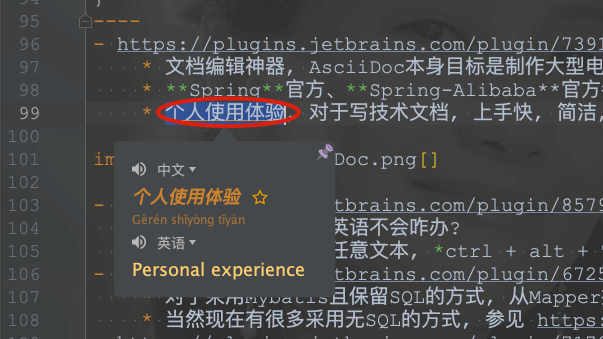 95 ----
96 - https://plugins.jetbrains.com/plugin/7391
97 * 文档编辑神器, AsciiDoc本身目标是制作大型电
98 * **Spring**官方、**Spring-Alibaba**官方
99 * 个人使用体验, 对于写技术文档, 上手快, 简洁,
100
中文
101 im Doc.png[]
个人使用体验
102
Gèrén shǐyòng tǐyàn
103 - tbrains.com/plugin/8579
英语
104 英语不会咋办?
105 任意文本, *ctrl + alt +
Personal experience
106 - tbrains.com/plugin/6725
107 对于采用Mybatis且保留SQL的方式, 从Mapper
108 * 当然现在有很多采用无SQL的方式, 参见 https: